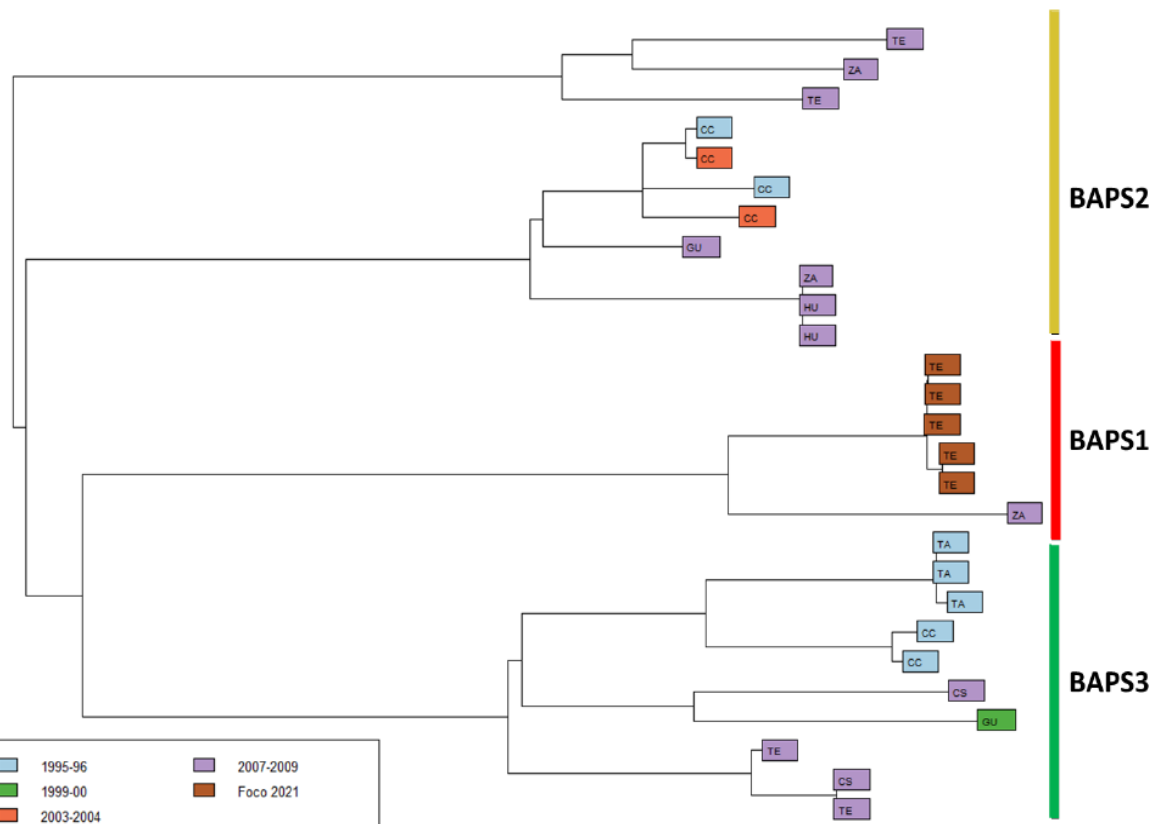 TE
ZA
TE
CC
CC
CC
CC
GU
ZA
HU
HU
BAPS2
TE
TE
TE
TE
TE
ZA
BAPS1
TA
TA
TA
CC
CC
CS
GU
TE
CS
TE
BAPS3
1995-96
1999-00
2003-2004
2007-2009
Foco 2021